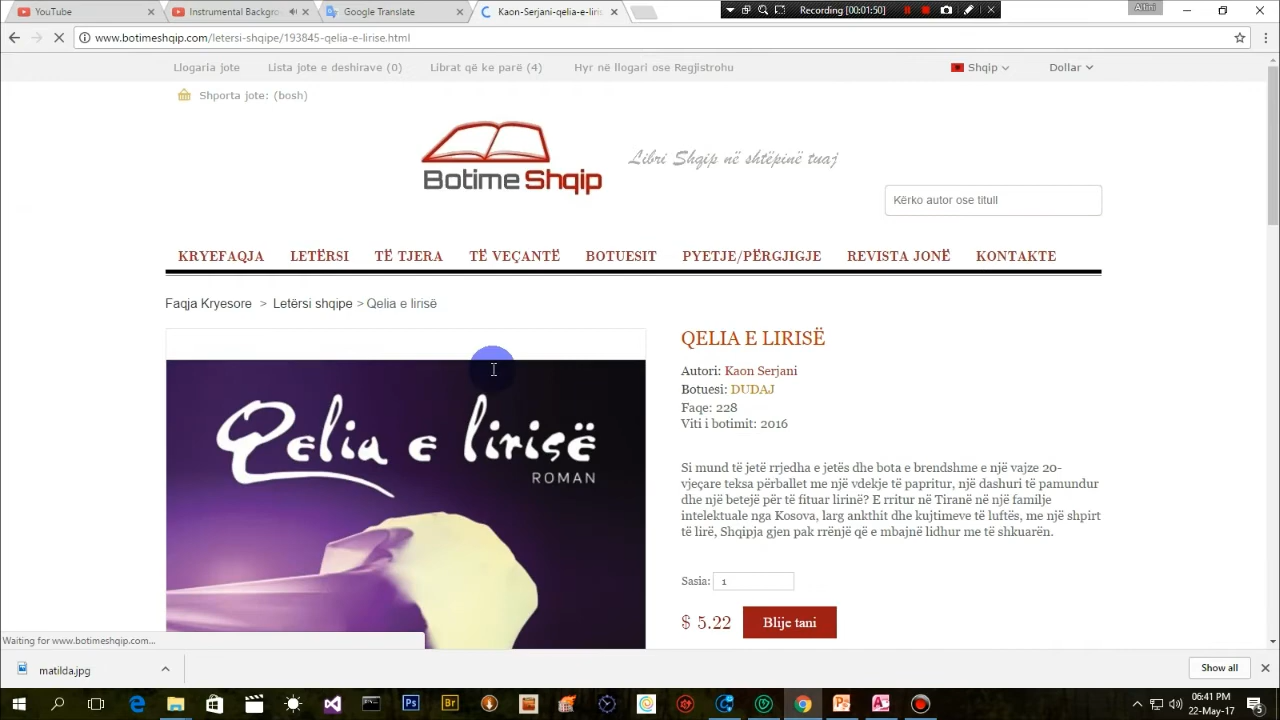 YouTube
Instrumental Backgro
Google Translate
Kaon-Serjani-qelia-e-liri
Recording [00:01:50]
www.botimeshqip.com/letersi-shqipe/193845-qelia-e-lirise.html
Llogaria jote
Lista jote e deshirave (0)
Librat që ke parë (4)
Hyr në llogari ose Regjistrohu
Shqip
Dollar
Shporta jote: (bosh)
Botime Shqip
Libri Shqip në shtëpinë tuaj
Kërko autor ose titull
KRYEFAQJA
LETËRSI
TË TJERA
TË VEÇANTË
BOTUESIT
PYETJE/PËRGJIGJE
REVISTA JONË
KONTAKTE
Faqja Kryesore > Letërsi shqipe > Qelia e lirisë
QELIA E LIRISË
Autori: Kaon Serjani
Botuesi: DUDAJ
Faqe: 228
Viti i botimit: 2016
Qelia e lirisë
ROMAN
Si mund të jetë rrjedha e jetës dhe bota e brendshme e një vajze 20-
vjeçare teksa përballet me një vdekje të papritur, një dashuri të pamundur
dhe një betejë për të fituar lirinë? E rritur në Tiranë në një familje
intelektuale nga Kosova, larg ankthit dhe kujtimeve të luftës, me një shpirt
të lirë, Shqipja gjen pak rrënjë që e mbajnë lidhur me të shkuarën.
Sasia: 1
$ 5.22
Blije tani
Waiting for www.botimeshqip.com...
matilda.jpg
Show all
Ps
Br
06:41 PM
22-May-17